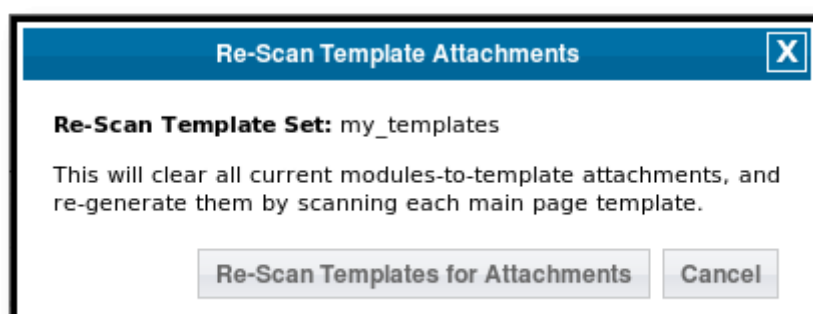 Re-Scan Template Attachments X
Re-Scan Template Set: my_templates
This will clear all current modules-to-template attachments, and
re-generate them by scanning each main page template.
Re-Scan Templates for Attachments Cancel